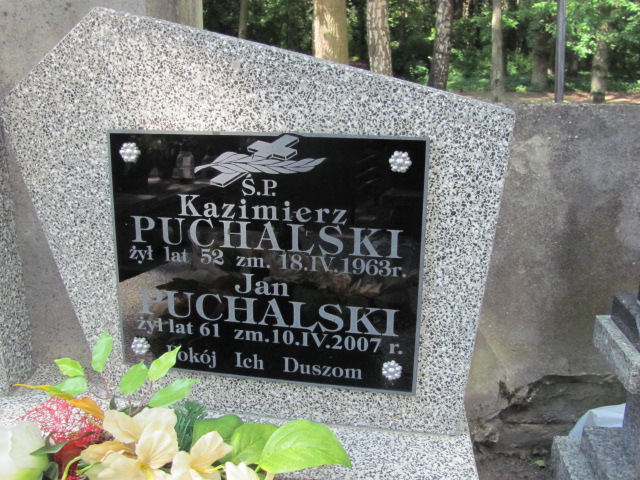 Ś.P.
Kazimierz
PUCHALSKI
żył lat 52 zm. 18.IV.1963r.
Jan
PUCHALSKI
żył lat 61 zm. 10.IV.2007 r.
Pokój Ich Duszom